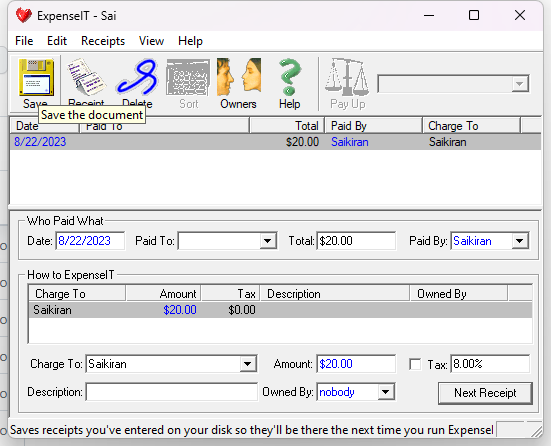 ExpenseIT - Sai
File Edit Receipts View Help
Save Receipt Delete Sort Owners Help Pay Up
Save the document
Date Paid To Total Paid By Charge To
8/22/2023 $20.00 Saikiran Saikiran
Who Paid What
Date: 8/22/2023 Paid To: Total: $20.00 Paid By: Saikiran
How to ExpenseIT
Charge To Amount Tax Description Owned By
Saikiran $20.00 $0.00
Charge To: Saikiran Amount: $20.00 Tax: 8.00%
Description: Owned By: nobody Next Receipt
Saves receipts you've entered on your disk so they'll be there the next time you run Expensel